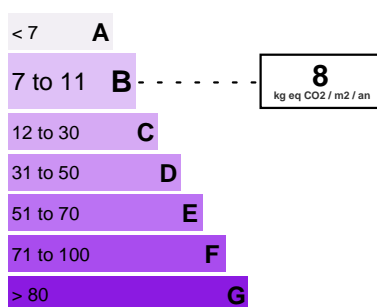 < 7 A
7 to 11 B
8
kg eq CO2 / m2 / an
12 to 30 C
31 to 50 D
51 to 70 E
71 to 100 F
> 80 G